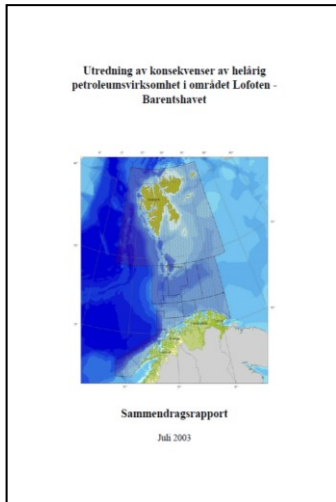 Utredning av konsekvenser av helårig
petroleumsvirksomhet i området Lofoten -
Barentshavet
Sammendragsrapport
Juli 2003